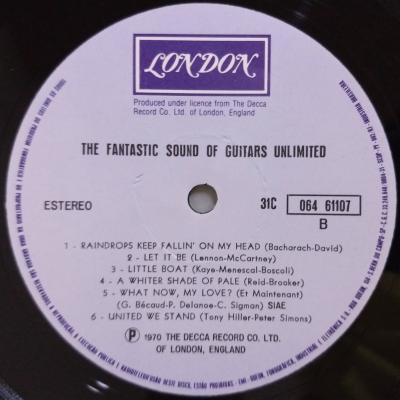 LONDON
Produced under licence from The Decca
Record Co. Ltd. of London, England
THE FANTASTIC SOUND OF GUITARS UNLIMITED
ESTEREO
31C 064 61107
B
1 - RAINDROPS KEEP FALLIN' ON MY HEAD (Bacharach-David)
2 - LET IT BE (Lennon-McCartney)
3 - LITTLE BOAT (Kaye-Menescal-Boscoli)
4 - A WHITER SHADE OF PALE (Reid-Brooker)
5 - WHAT NOW, MY LOVE? (Et Maintenant)
(G. Bécaud-P. Delanoe-C. Sigman) SIAE
6 - UNITED WE STAND (Tony Hiller-Peter Simons)
Ⓟ 1970 THE DECCA RECORD CO. LTD.
OF LONDON, ENGLAND